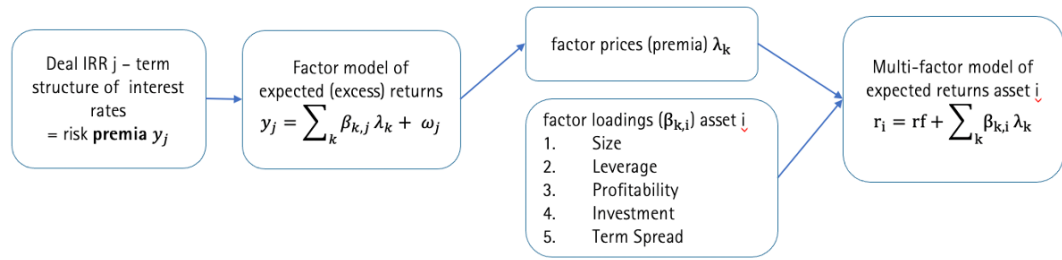 Deal IRR j – term
structure of interest
rates
= risk premia yⱼ
Factor model of
expected (excess) returns
yⱼ = ∑ₖ βₖ,ⱼ λₖ + ωⱼ
factor prices (premia) λₖ
factor loadings (βₖ,ᵢ) asset i
1. Size
2. Leverage
3. Profitability
4. Investment
5. Term Spread
Multi-factor model of
expected returns asset i
rᵢ = rf + ∑ₖ βₖ,ᵢ λₖ